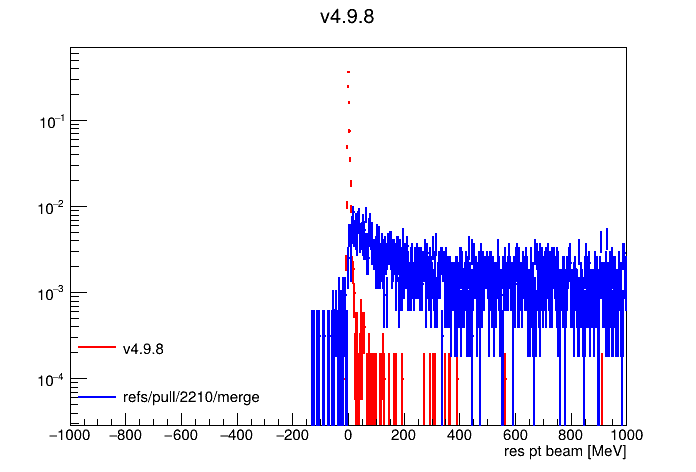 v4.9.8
10⁻¹
10⁻²
10⁻³
10⁻⁴
v4.9.8
refs/pull/2210/merge
−1000 −800 −600 −400 −200 0 200 400 600 800 1000
res pt beam [MeV]